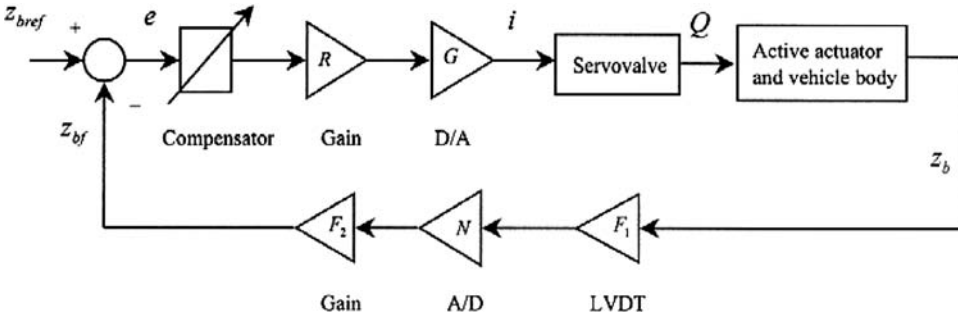 z_bref
+
e
R
G
i
Servovalve
Q
Active actuator
and vehicle body
−
z_bf
Compensator
Gain
D/A
z_b
F_2
N
F_1
Gain
A/D
LVDT